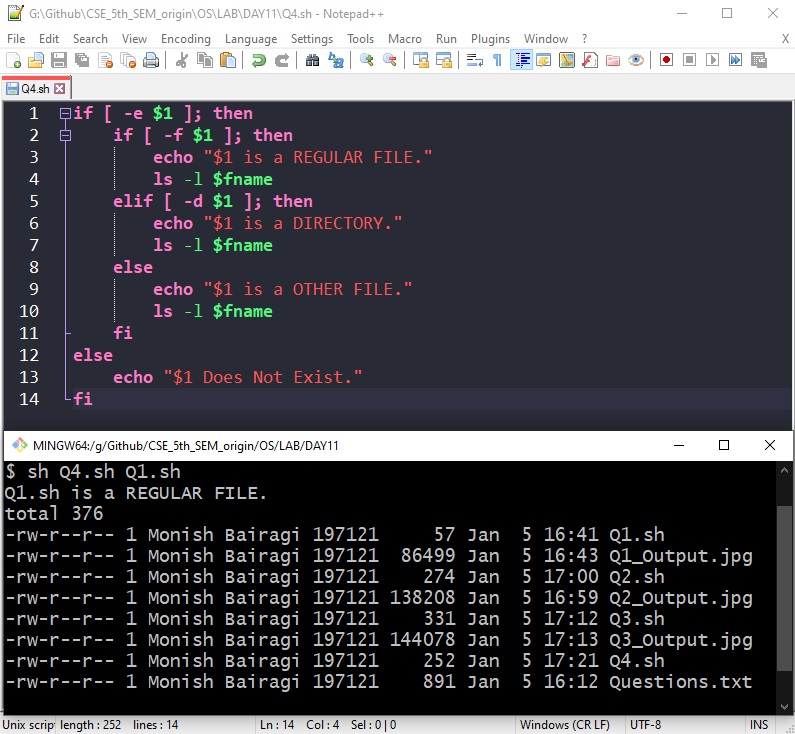 G:\Github\CSE_5th_SEM_origin\OS\LAB\DAY11\Q4.sh - Notepad++
File Edit Search View Encoding Language Settings Tools Macro Run Plugins Window ? X
Q4.sh
1 if [ -e $1 ]; then
2 if [ -f $1 ]; then
3 echo "$1 is a REGULAR FILE."
4 ls -l $fname
5 elif [ -d $1 ]; then
6 echo "$1 is a DIRECTORY."
7 ls -l $fname
8 else
9 echo "$1 is a OTHER FILE."
10 ls -l $fname
11 fi
12 else
13 echo "$1 Does Not Exist."
14 fi
MINGW64:/g/Github/CSE_5th_SEM_origin/OS/LAB/DAY11
$ sh Q4.sh Q1.sh
Q1.sh is a REGULAR FILE.
total 376
-rw-r--r-- 1 Monish Bairagi 197121 57 Jan 5 16:41 Q1.sh
-rw-r--r-- 1 Monish Bairagi 197121 86499 Jan 5 16:43 Q1_Output.jpg
-rw-r--r-- 1 Monish Bairagi 197121 274 Jan 5 17:00 Q2.sh
-rw-r--r-- 1 Monish Bairagi 197121 138208 Jan 5 16:59 Q2_Output.jpg
-rw-r--r-- 1 Monish Bairagi 197121 331 Jan 5 17:12 Q3.sh
-rw-r--r-- 1 Monish Bairagi 197121 144078 Jan 5 17:13 Q3_Output.jpg
-rw-r--r-- 1 Monish Bairagi 197121 252 Jan 5 17:21 Q4.sh
-rw-r--r-- 1 Monish Bairagi 197121 891 Jan 5 16:12 Questions.txt
Unix scrip length : 252 lines : 14 Ln : 14 Col : 4 Sel : 0 | 0 Windows (CR LF) UTF-8 INS